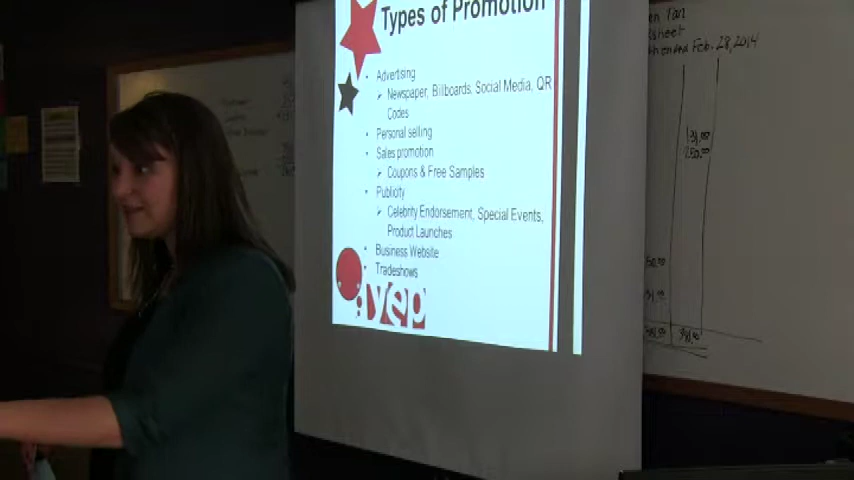 Types of Promotion
Advertising
Newspaper, Billboards, Social Media, QR
Codes
Personal selling
Sales promotion
Coupons & Free Samples
Publicity
Celebrity Endorsement, Special Events,
Product Launches
Business Website
Tradeshows
yep
Feb. 28, 2014